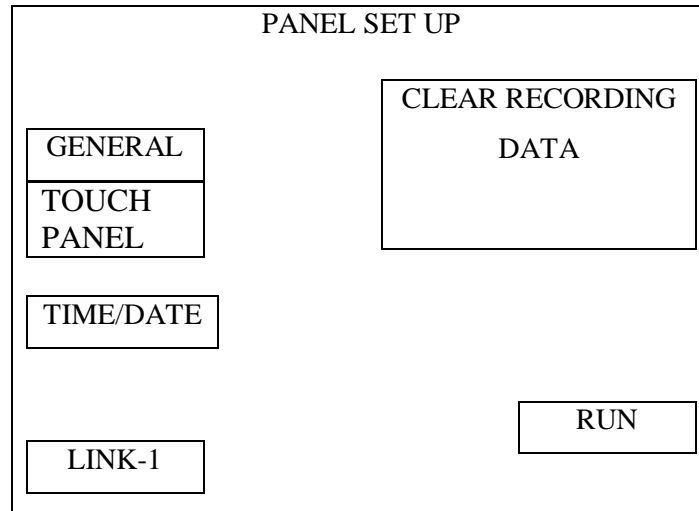 PANEL SET UP
CLEAR RECORDING
DATA
GENERAL
TOUCH
PANEL
TIME/DATE
RUN
LINK-1